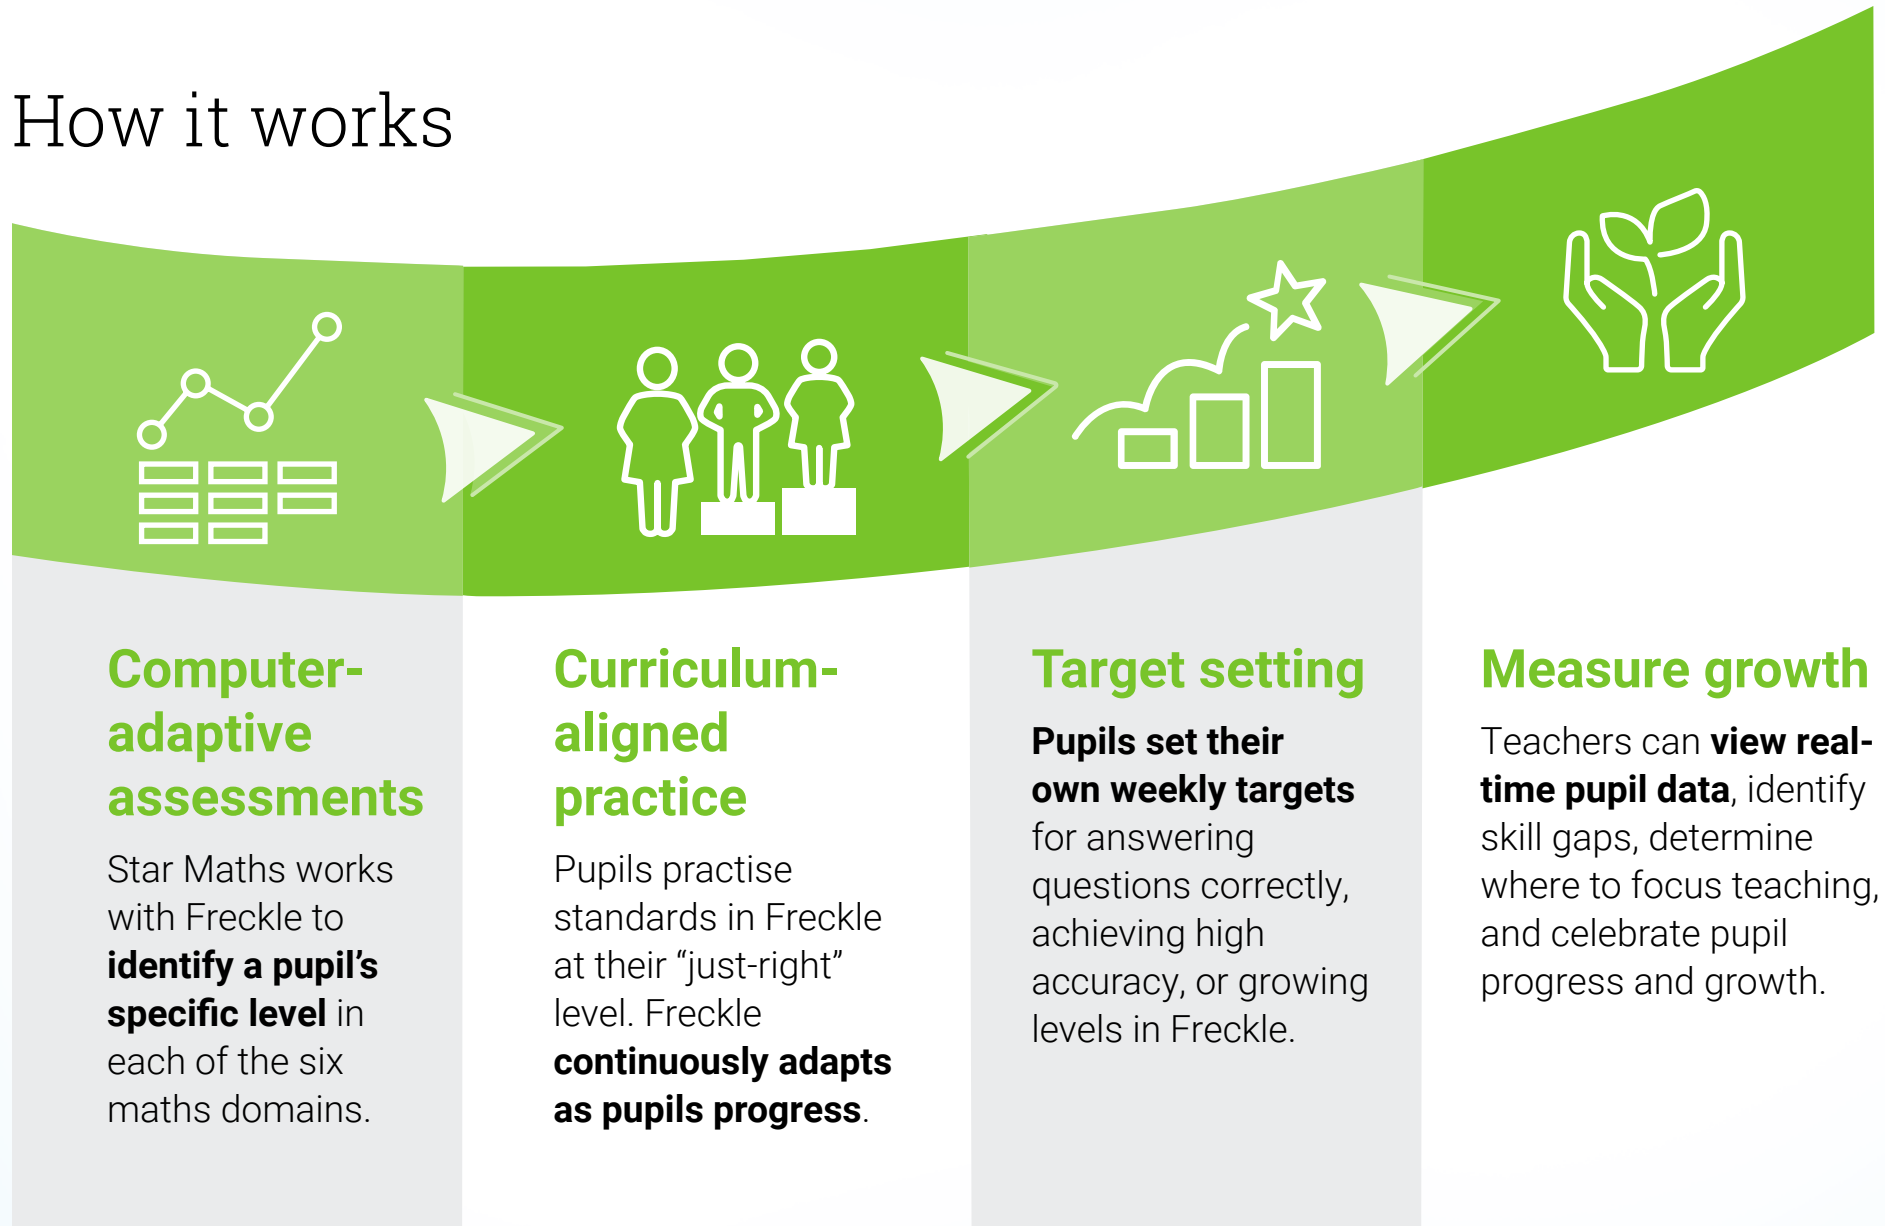 How it works
Computer-
adaptive
assessments
Star Maths works
with Freckle to
identify a pupil’s
specific level in
each of the six
maths domains.
Curriculum-
aligned
practice
Pupils practise
standards in Freckle
at their “just-right”
level. Freckle
continuously adapts
as pupils progress.
Target setting
Pupils set their
own weekly targets
for answering
questions correctly,
achieving high
accuracy, or growing
levels in Freckle.
Measure growth
Teachers can view real-
time pupil data, identify
skill gaps, determine
where to focus teaching,
and celebrate pupil
progress and growth.